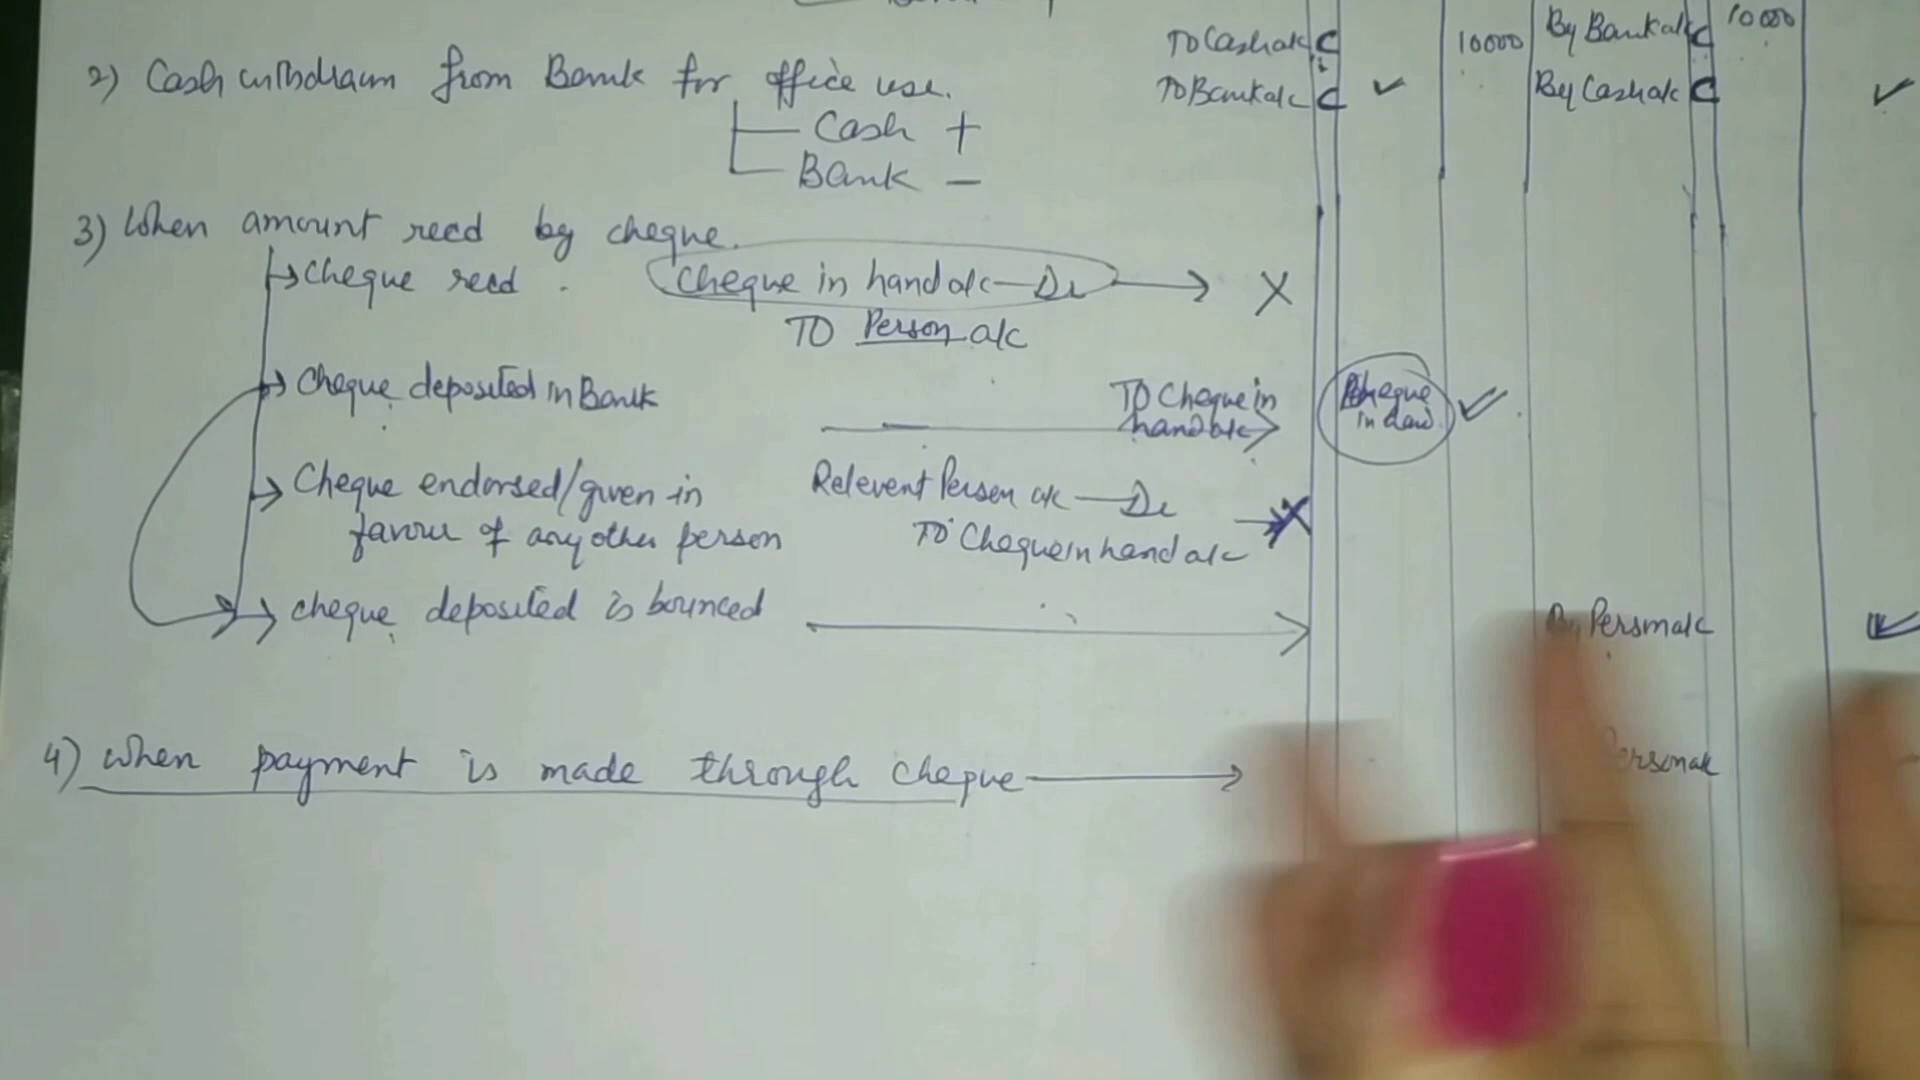 To Cash a/c C 10000 By Bank a/c C 10000
2) Cash withdrawn from Bank for office use.
To Bank a/c C ✓ By Cash a/c C ✓
Cash +
Bank —
3) When amount recd by cheque.
→ Cheque recd. Cheque in hand a/c — Dr → X
TO Person a/c
→ Cheque deposited in Bank TO Cheque in hand a/c ✓
→ Cheque endorsed/given in favour of any other person
Relevent Person a/c — Dr
To Cheque in hand a/c → X
→ cheque deposited is bounced → By Person a/c ✓
4) when payment is made through cheque →